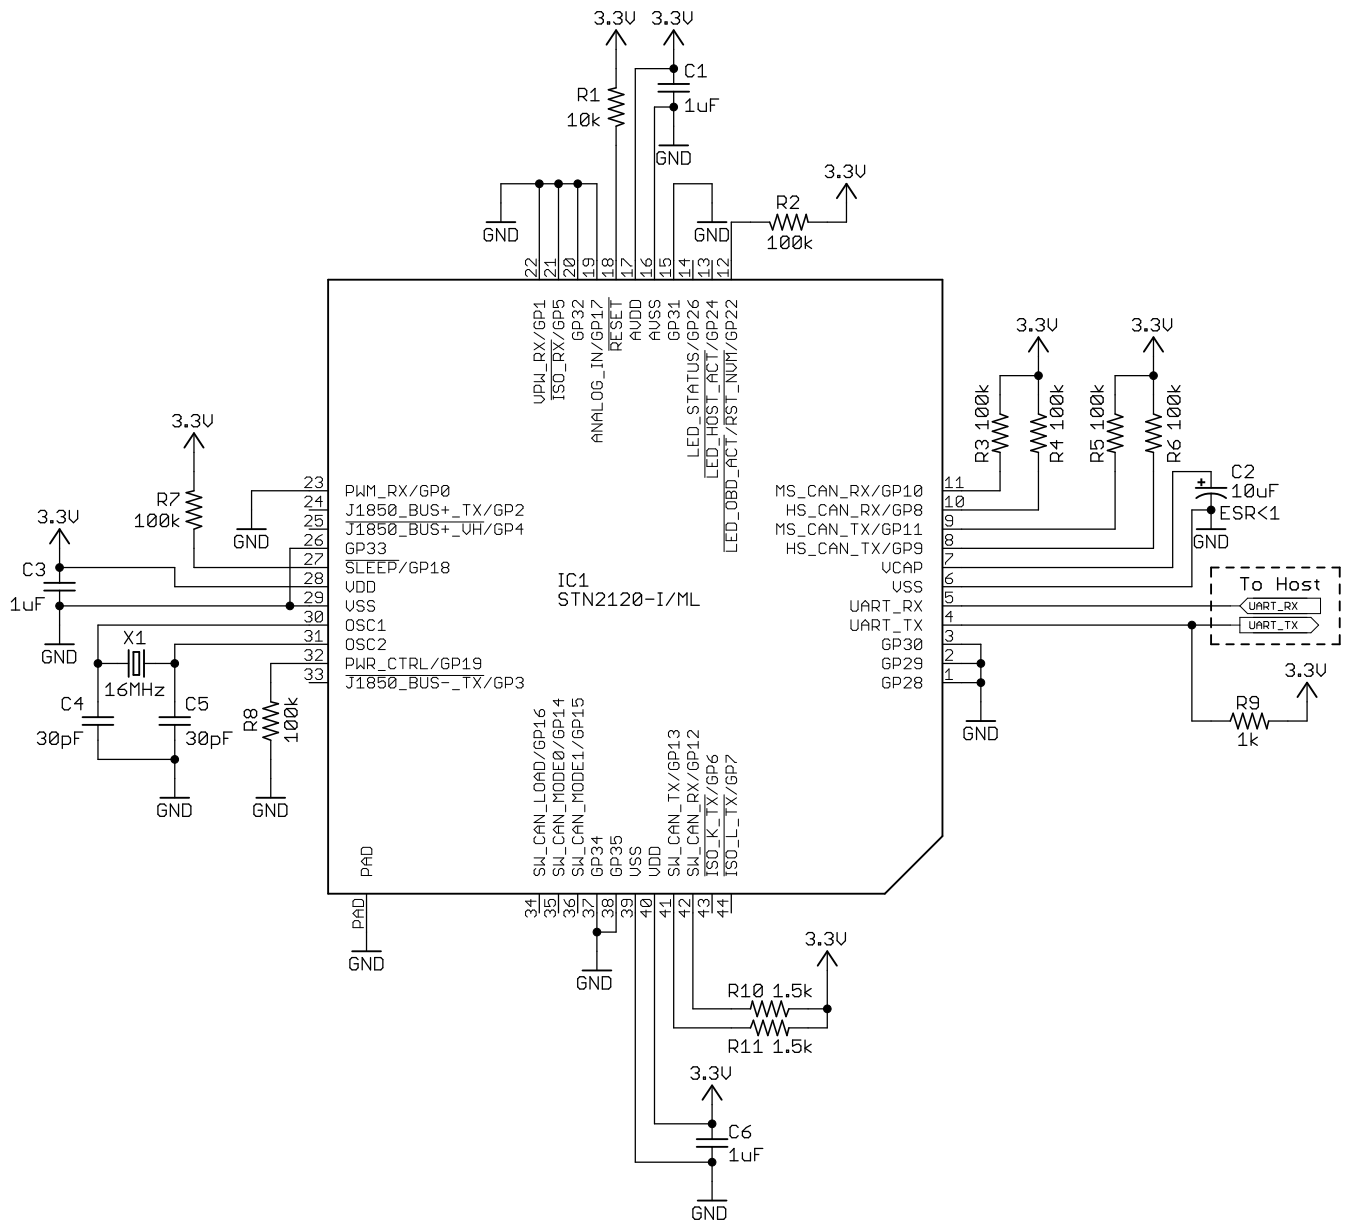 3.3V 3.3V
C1
1uF
R1
10k
GND
3.3V
R2
100k
GND
GND
22
21
20
19
18
17
16
15
14
13
12
VPW_RX/GP1
ISO_RX/GP5
GP32
ANALOG_IN/GP17
RESET
AVDD
AVSS
GP31
LED_STATUS/GP26
LED_HOST_ACT/GP24
LED_OBD_ACT/RST_NVM/GP22
3.3V
3.3V
R3 100k
R4 100k
R5 100k
R6 100k
3.3V
R7
100k
GND
3.3V
C3
1uF
GND
X1
16MHz
C4
30pF
C5
30pF
GND
R8
100k
GND
23 PWM_RX/GP0
24 J1850_BUS+_TX/GP2
25 J1850_BUS+_VH/GP4
26 GP33
27 SLEEP/GP18
28 VDD
29 VSS
30 OSC1
31 OSC2
32 PWR_CTRL/GP19
33 J1850_BUS-_TX/GP3
IC1
STN2120-I/ML
MS_CAN_RX/GP10 11
HS_CAN_RX/GP8 10
MS_CAN_TX/GP11 9
HS_CAN_TX/GP9 8
VCAP 7
VSS 6
UART_RX 5
UART_TX 4
GP30 3
GP29 2
GP28 1
C2
+
10uF
ESR<1
GND
To Host
UART_RX
UART_TX
3.3V
R9
1k
GND
PAD
PAD
GND
SW_CAN_LOAD/GP16
SW_CAN_MODE0/GP14
SW_CAN_MODE1/GP15
GP34
GP35
VSS
VDD
SW_CAN_TX/GP13
SW_CAN_RX/GP12
ISO_K_TX/GP6
ISO_L_TX/GP7
34
35
36
37
38
39
40
41
42
43
44
GND
3.3V
R10 1.5k
R11 1.5k
3.3V
C6
1uF
GND